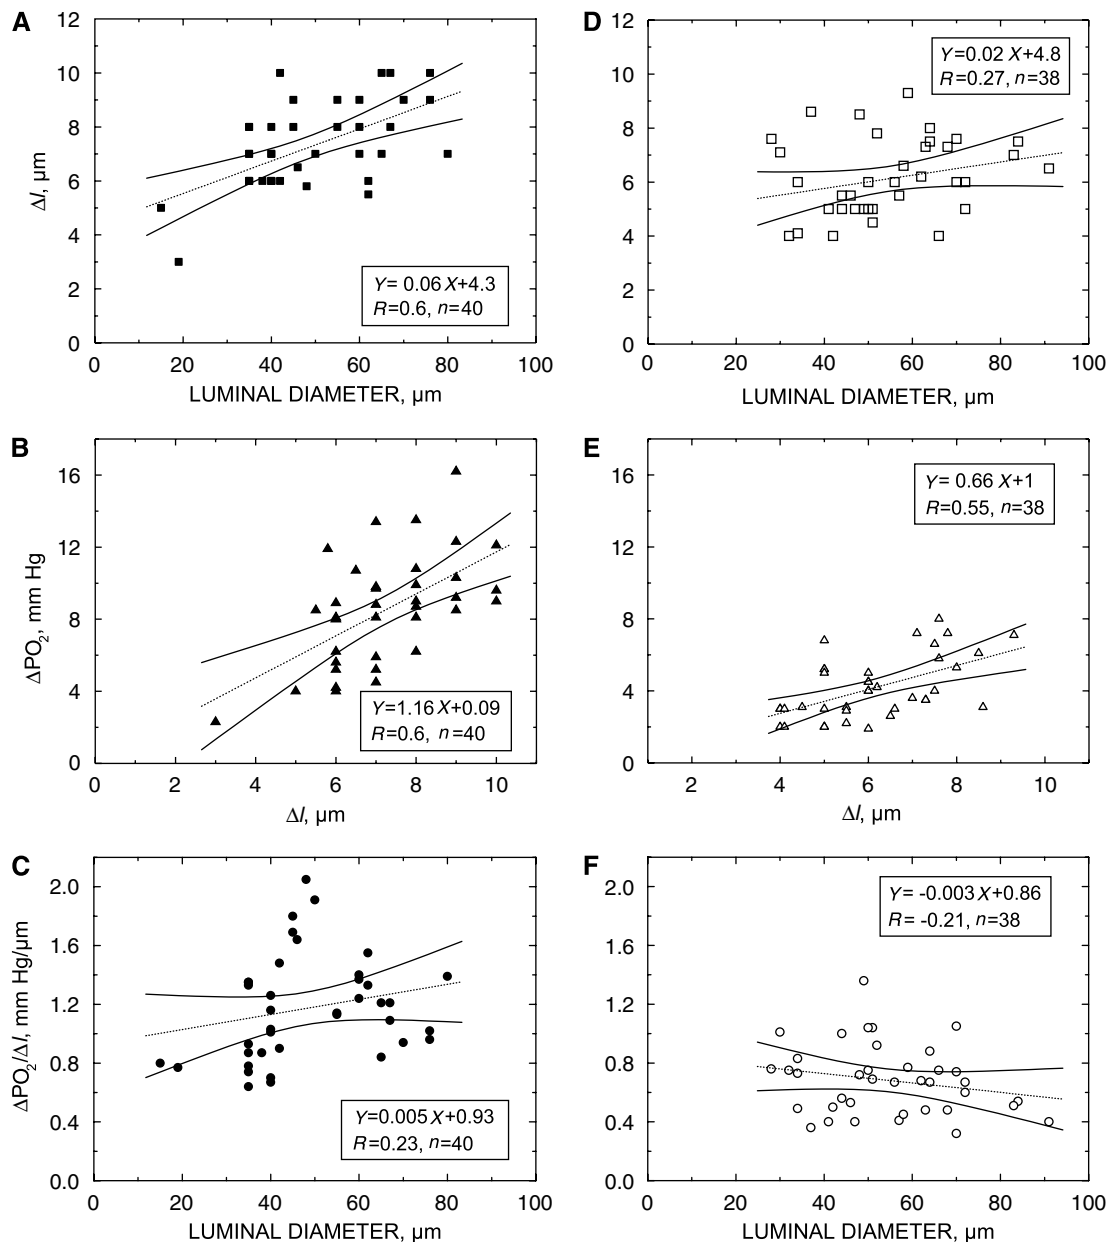 A
12
10
8
6
4
2
0
Δl, μm
Y= 0.06 X+4.3
R=0.6, n=40
0 20 40 60 80 100
LUMINAL DIAMETER, μm
D
12
10
8
6
4
2
0
Y=0.02 X+4.8
R=0.27, n=38
0 20 40 60 80 100
LUMINAL DIAMETER, μm
B
16
12
8
4
0
ΔPO2, mm Hg
Y=1.16 X+0.09
R=0.6, n=40
0 2 4 6 8 10
Δl, μm
E
16
12
8
4
0
Y= 0.66 X+1
R=0.55, n=38
2 4 6 8 10
Δl, μm
C
2.0
1.6
1.2
0.8
0.4
0.0
ΔPO2/Δl, mm Hg/μm
Y=0.005 X+0.93
R=0.23, n=40
0 20 40 60 80 100
LUMINAL DIAMETER, μm
F
2.0
1.6
1.2
0.8
0.4
0.0
Y= -0.003 X+0.86
R= -0.21, n=38
0 20 40 60 80 100
LUMINAL DIAMETER, μm